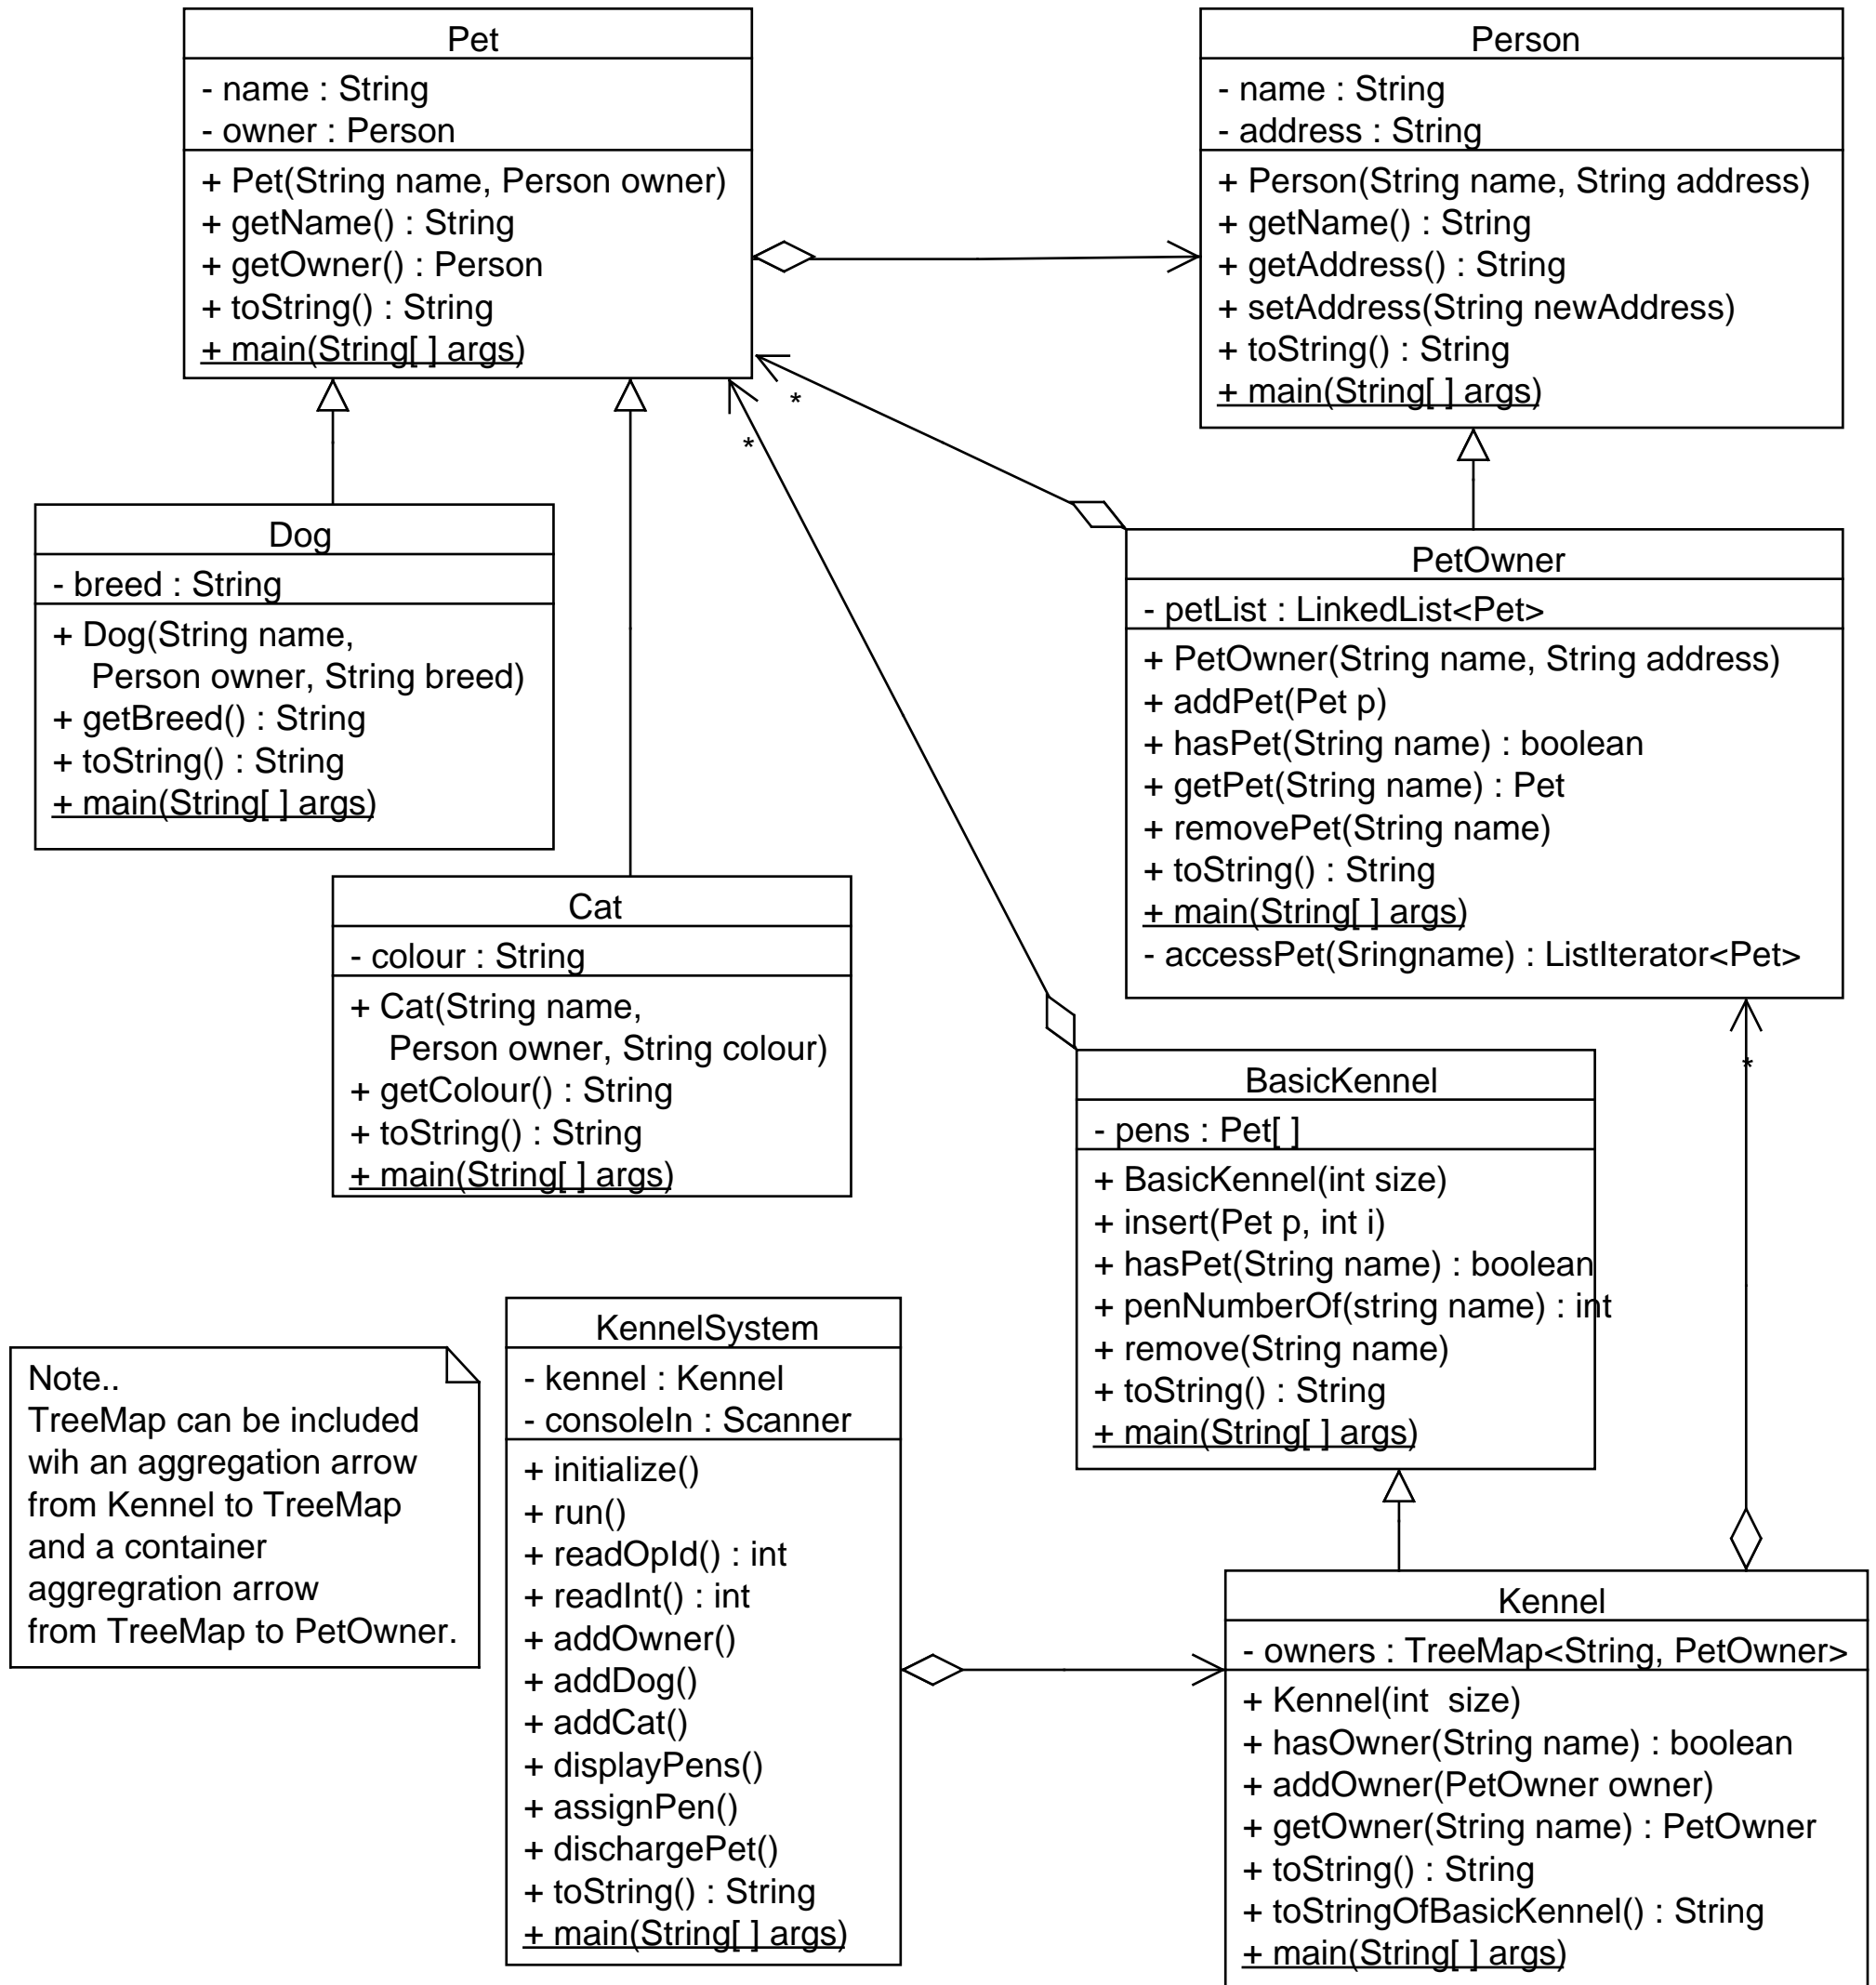 Pet
- name : String
- owner : Person
+ Pet(String name, Person owner)
+ getName() : String
+ getOwner() : Person
+ toString() : String
+ main(String[ ] args)
Person
- name : String
- address : String
+ Person(String name, String address)
+ getName() : String
+ getAddress() : String
+ setAddress(String newAddress)
+ toString() : String
+ main(String[ ] args)
*
*
Dog
- breed : String
+ Dog(String name,
Person owner, String breed)
+ getBreed() : String
+ toString() : String
+ main(String[ ] args)
PetOwner
- petList : LinkedList<Pet>
+ PetOwner(String name, String address)
+ addPet(Pet p)
+ hasPet(String name) : boolean
+ getPet(String name) : Pet
+ removePet(String name)
+ toString() : String
+ main(String[ ] args)
- accessPet(Sringname) : ListIterator<Pet>
Cat
- colour : String
+ Cat(String name,
Person owner, String colour)
+ getColour() : String
+ toString() : String
+ main(String[ ] args)
*
BasicKennel
- pens : Pet[ ]
+ BasicKennel(int size)
+ insert(Pet p, int i)
+ hasPet(String name) : boolean
+ penNumberOf(string name) : int
+ remove(String name)
+ toString() : String
+ main(String[ ] args)
Note..
TreeMap can be included
wih an aggregation arrow
from Kennel to TreeMap
and a container
aggregration arrow
from TreeMap to PetOwner.
KennelSystem
- kennel : Kennel
- consoleIn : Scanner
+ initialize()
+ run()
+ readOpId() : int
+ readInt() : int
+ addOwner()
+ addDog()
+ addCat()
+ displayPens()
+ assignPen()
+ dischargePet()
+ toString() : String
+ main(String[ ] args)
Kennel
- owners : TreeMap<String, PetOwner>
+ Kennel(int  size)
+ hasOwner(String name) : boolean
+ addOwner(PetOwner owner)
+ getOwner(String name) : PetOwner
+ toString() : String
+ toStringOfBasicKennel() : String
+ main(String[ ] args)